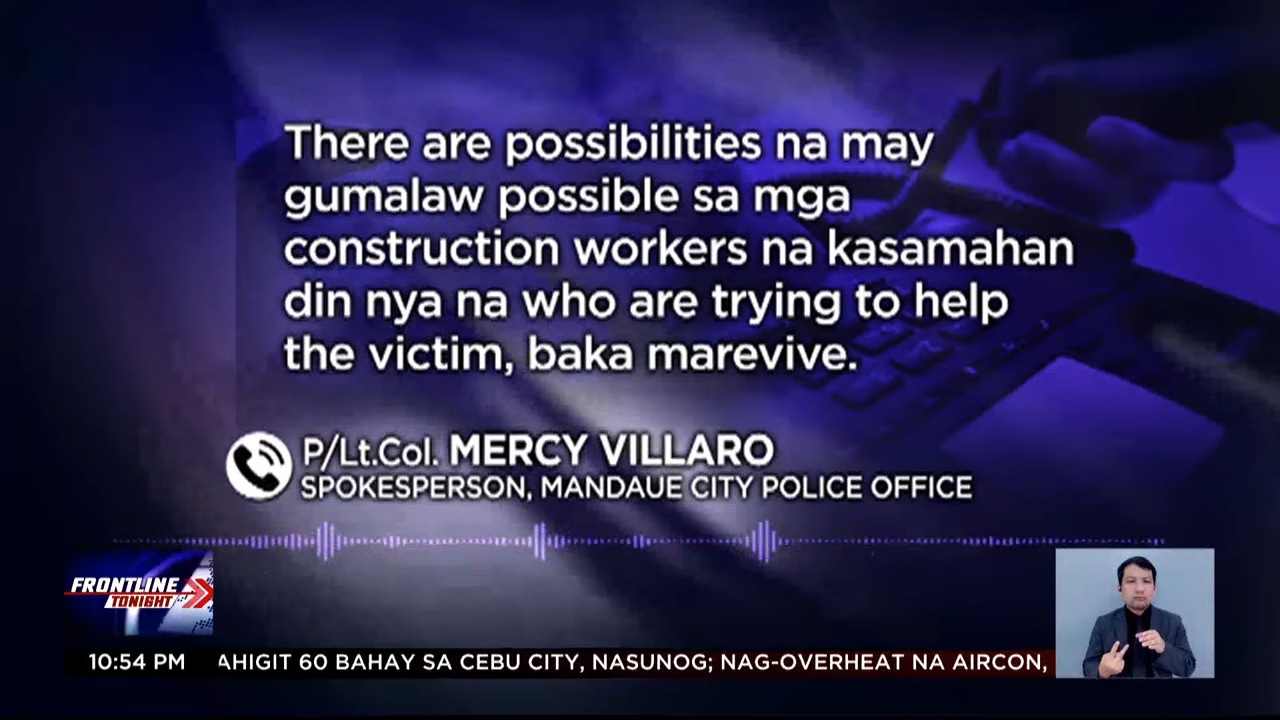 There are possibilities na may
gumalaw possible sa mga
construction workers na kasamahan
din nya na who are trying to help
the victim, baka marevive.
P/Lt.Col. MERCY VILLARO
SPOKESPERSON, MANDAUE CITY POLICE OFFICE
FRONTLINE
TONIGHT
10:54 PM
AHIGIT 60 BAHAY SA CEBU CITY, NASUNOG; NAG-OVERHEAT NA AIRCON,